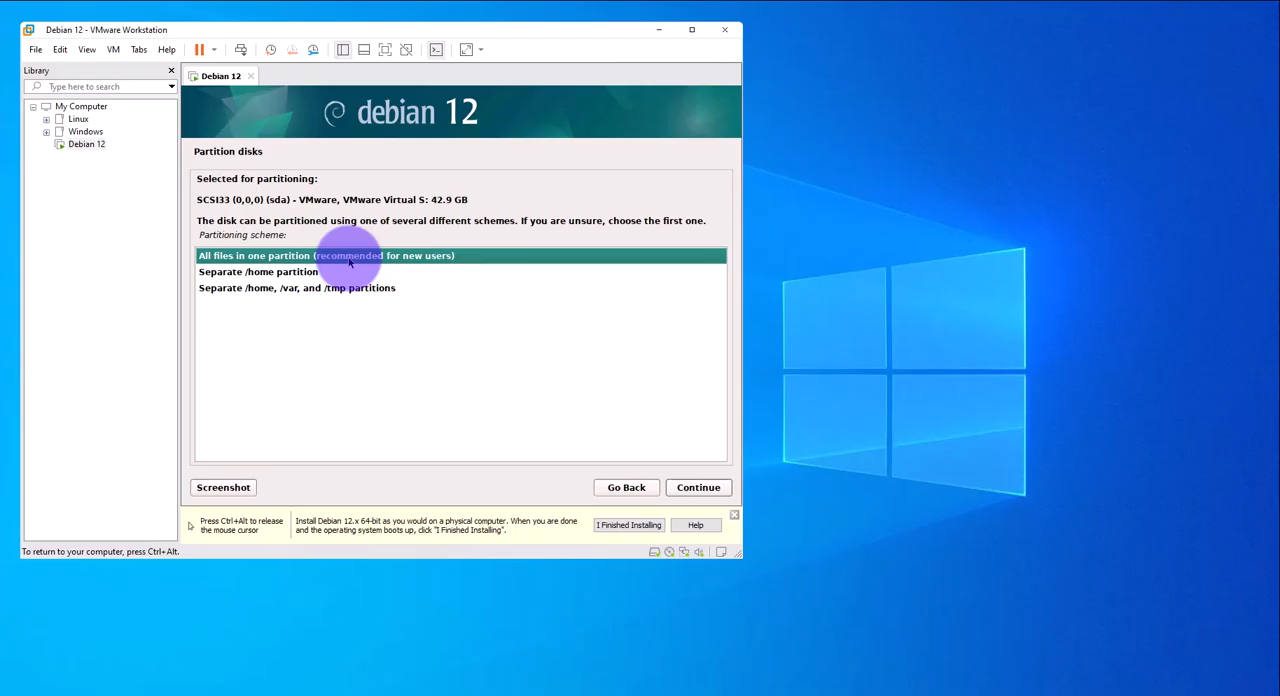 Debian 12 - VMware Workstation
File Edit View VM Tabs Help
Library
Debian 12
Type here to search
My Computer
Linux
Windows
Debian 12
debian 12
Partition disks
Selected for partitioning:
SCSI33 (0,0,0) (sda) - VMware, VMware Virtual S: 42.9 GB
The disk can be partitioned using one of several different schemes. If you are unsure, choose the first one.
Partitioning scheme:
All files in one partition (recommended for new users)
Separate /home partition
Separate /home, /var, and /tmp partitions
Screenshot
Go Back
Continue
Press Ctrl+Alt to release
the mouse cursor
Install Debian 12.x 64-bit as you would on a physical computer. When you are done
and the operating system boots up, click "I Finished Installing".
I Finished Installing
Help
To return to your computer, press Ctrl+Alt.